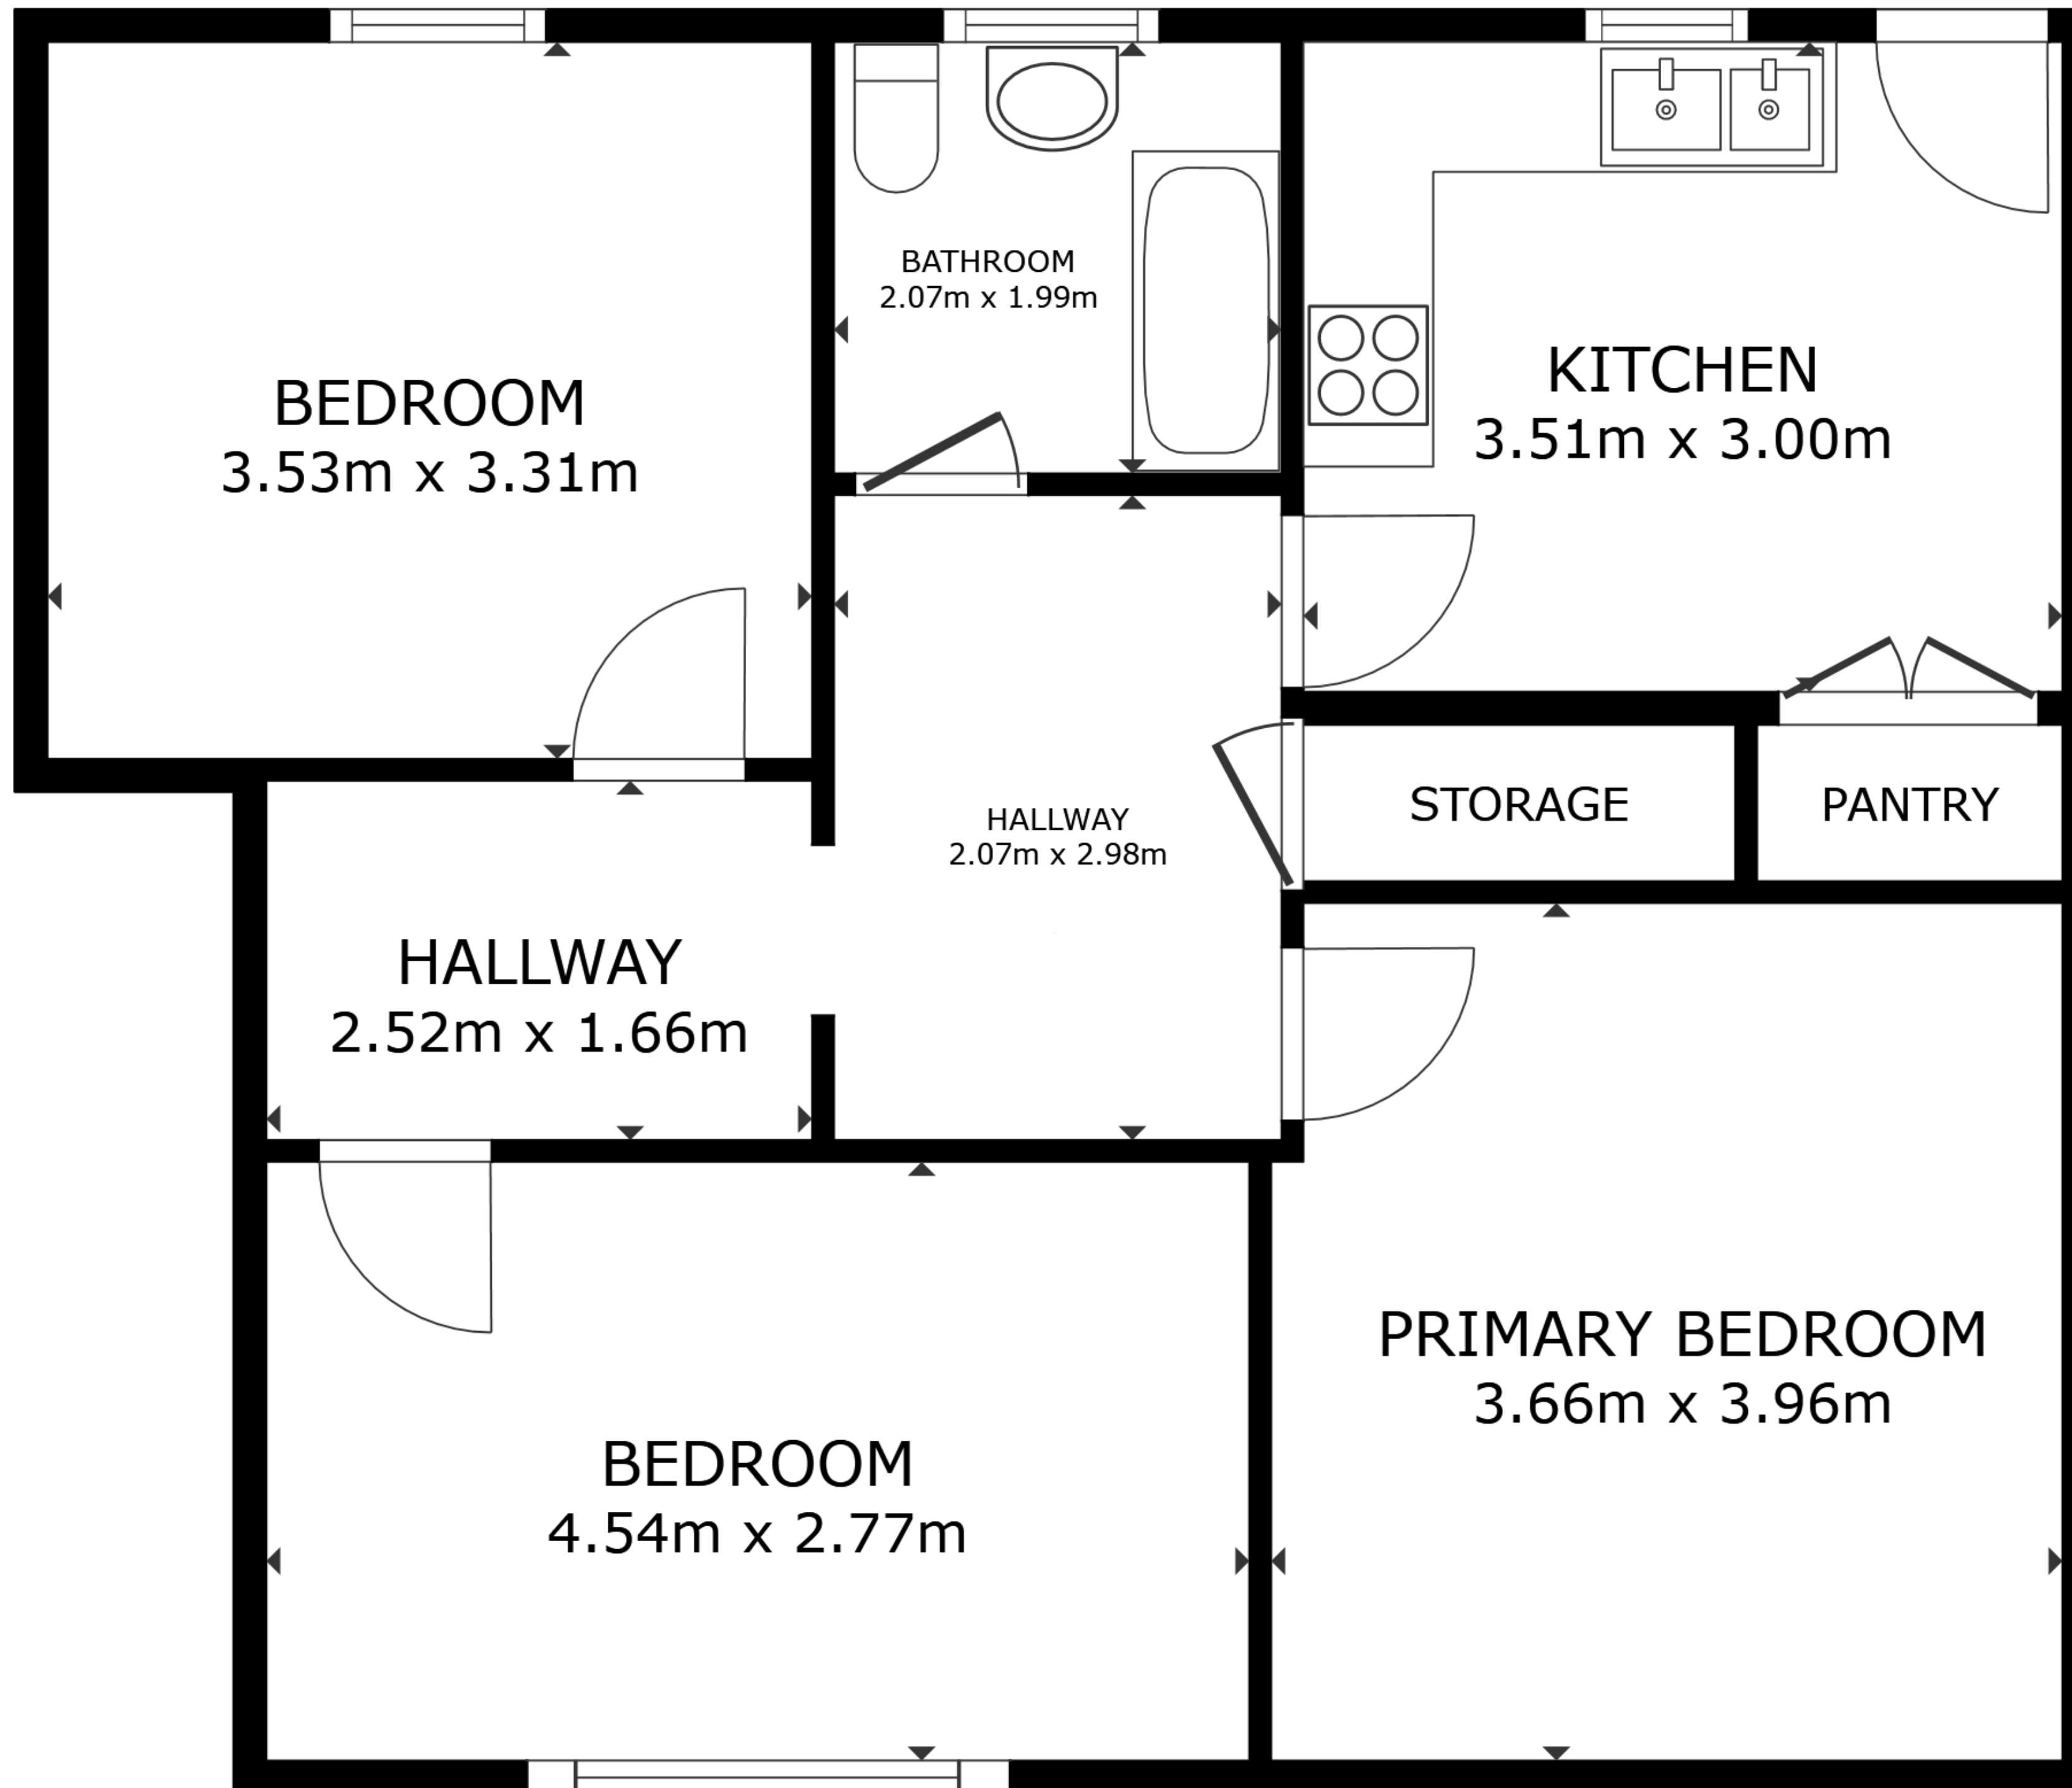 BATHROOM
2.07m x 1.99m
BEDROOM
3.53m x 3.31m
KITCHEN
3.51m x 3.00m
STORAGE
PANTRY
HALLWAY
2.07m x 2.98m
HALLWAY
2.52m x 1.66m
PRIMARY BEDROOM
3.66m x 3.96m
BEDROOM
4.54m x 2.77m